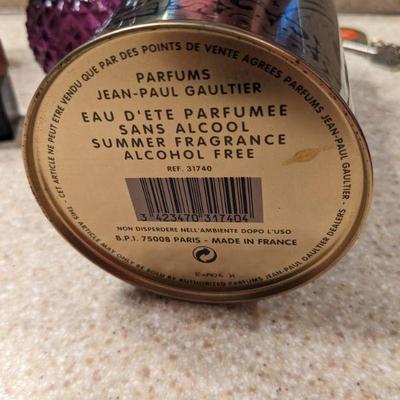 CET ARTICLE NE PEUT ÊTRE VENDU QUE PAR DES POINTS DE VENTE AGREES PARFUMS JEAN-PAUL GAULTIER -
PARFUMS
JEAN-PAUL GAULTIER
EAU D'ETE PARFUMEE
SANS ALCOOL
SUMMER FRAGRANCE
ALCOHOL FREE
REF. 31740
3 423470 317404
NON DISPERDERE NELL'AMBIENTE DOPO L'USO
B.P.I. 75008 PARIS - MADE IN FRANCE
THIS ARTICLE MAY ONLY BE SOLD BY AUTHORIZED PARFUMS JEAN-PAUL GAULTIER DEALERS -